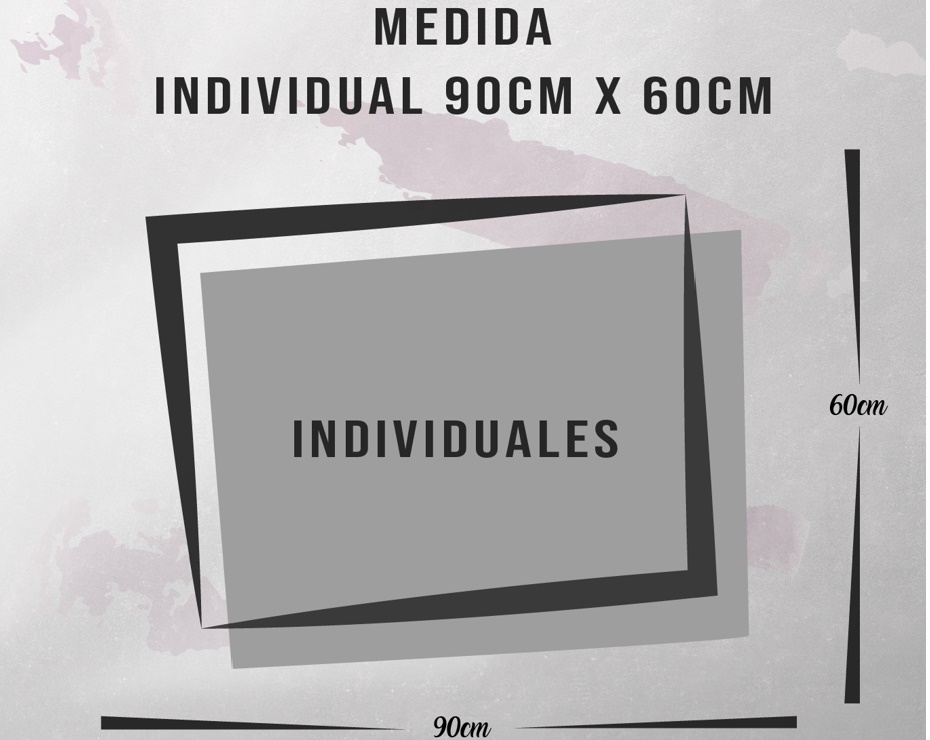 MEDIDA
INDIVIDUAL 90CM X 60CM
INDIVIDUALES
60cm
90cm